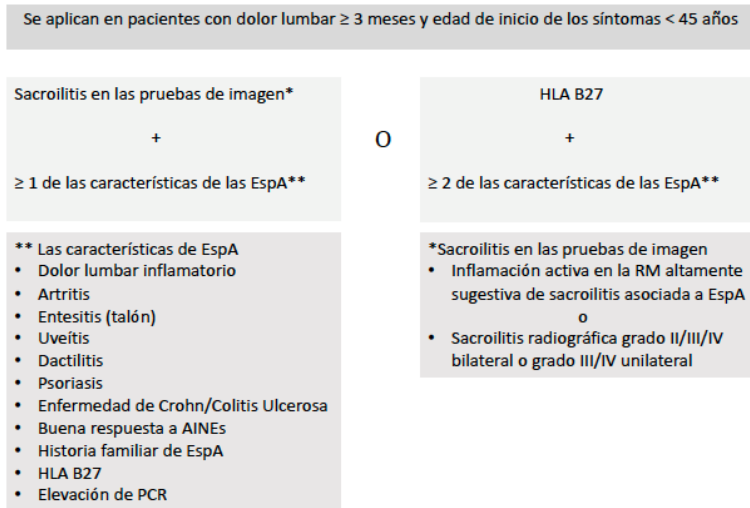 Se aplican en pacientes con dolor lumbar ≥ 3 meses y edad de inicio de los síntomas < 45 años
Sacroilitis en las pruebas de imagen*
+
≥ 1 de las características de las EspA**
O
HLA B27
+
≥ 2 de las características de las EspA**
** Las características de EspA
• Dolor lumbar inflamatorio
• Artritis
• Entesitis (talón)
• Uveítis
• Dactilitis
• Psoriasis
• Enfermedad de Crohn/Colitis Ulcerosa
• Buena respuesta a AINEs
• Historia familiar de EspA
• HLA B27
• Elevación de PCR
*Sacroilitis en las pruebas de imagen
• Inflamación activa en la RM altamente
sugestiva de sacroilitis asociada a EspA
o
• Sacroilitis radiográfica grado II/III/IV
bilateral o grado III/IV unilateral